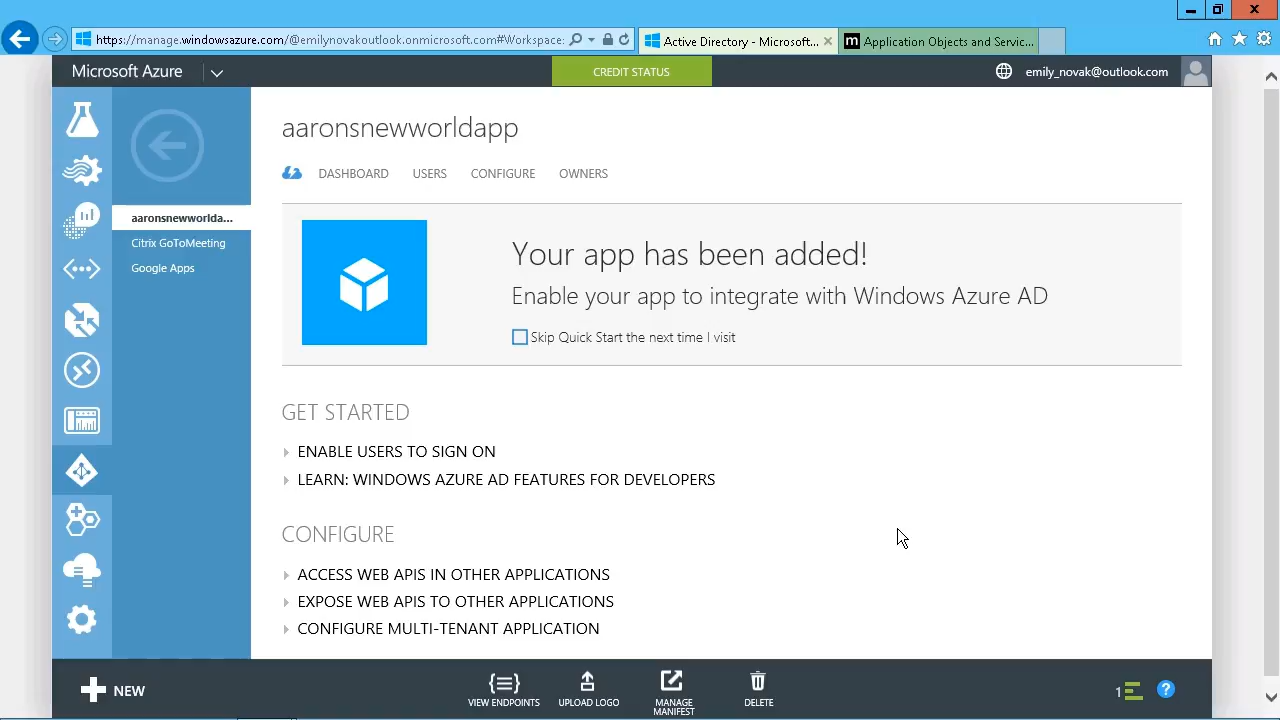 https://manage.windowsazure.com/@emilynovakoutlook.onmicrosoft.com#Workspace:
Active Directory - Microsoft...
Application Objects and Servic...
Microsoft Azure
CREDIT STATUS
emily_novak@outlook.com
aaronsnewworldapp
DASHBOARD
USERS
CONFIGURE
OWNERS
aaronsnewworlda...
Citrix GoToMeeting
Google Apps
Your app has been added!
Enable your app to integrate with Windows Azure AD
Skip Quick Start the next time I visit
GET STARTED
ENABLE USERS TO SIGN ON
LEARN: WINDOWS AZURE AD FEATURES FOR DEVELOPERS
CONFIGURE
ACCESS WEB APIS IN OTHER APPLICATIONS
EXPOSE WEB APIS TO OTHER APPLICATIONS
CONFIGURE MULTI-TENANT APPLICATION
NEW
VIEW ENDPOINTS
UPLOAD LOGO
MANAGE
MANIFEST
DELETE
1